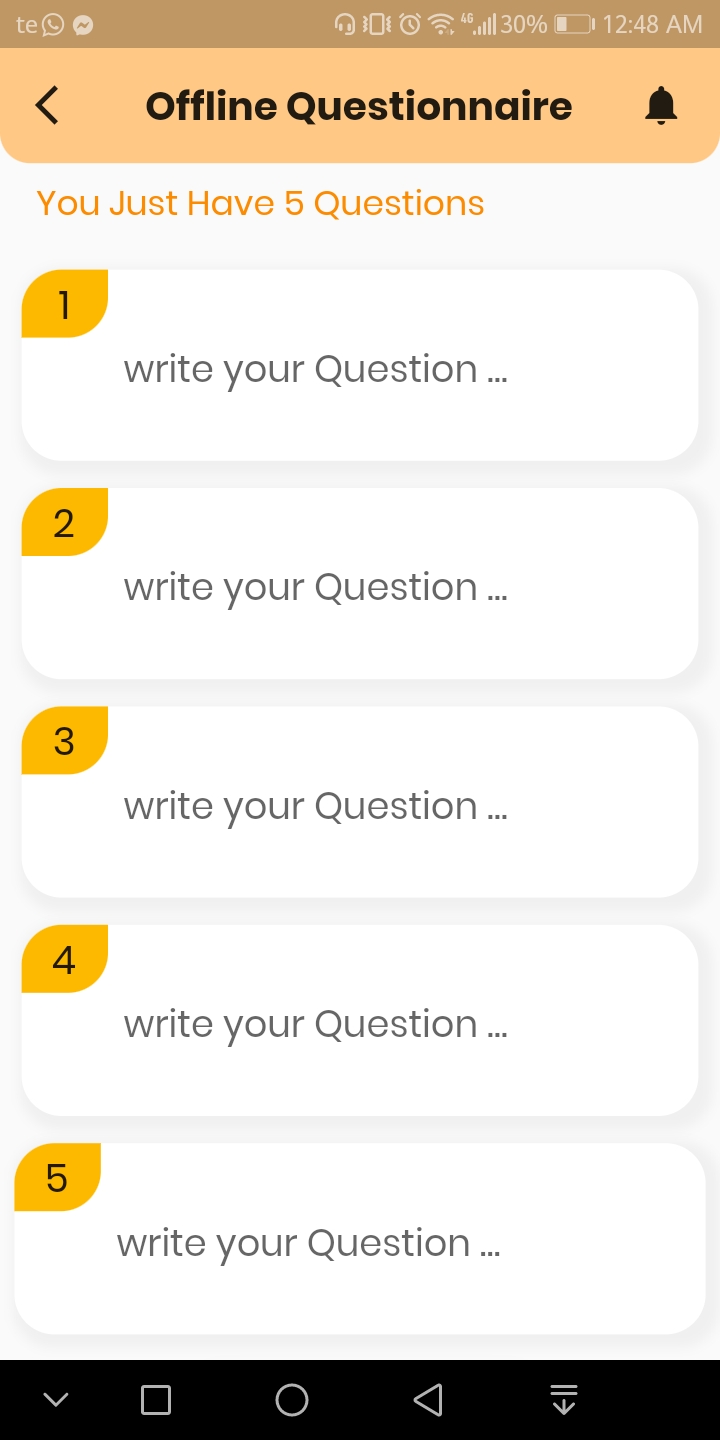 te 4G 30% 12:48 AM
Offline Questionnaire
You Just Have 5 Questions
1
write your Question ...
2
write your Question ...
3
write your Question ...
4
write your Question ...
5
write your Question ...